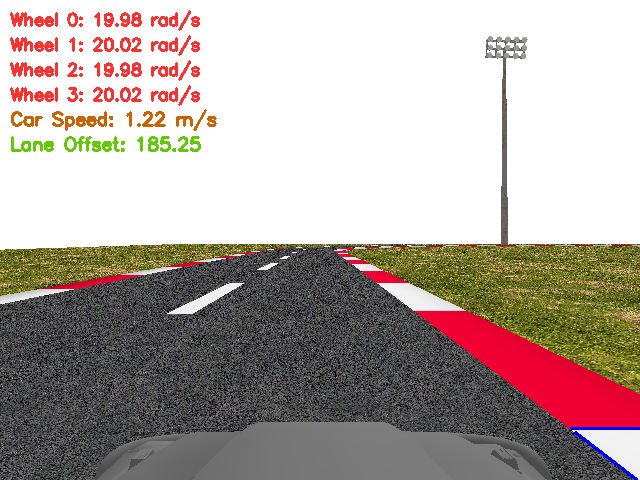 Wheel 0: 19.98 rad/s
Wheel 1: 20.02 rad/s
Wheel 2: 19.98 rad/s
Wheel 3: 20.02 rad/s
Car Speed: 1.22 m/s
Lane Offset: 185.25